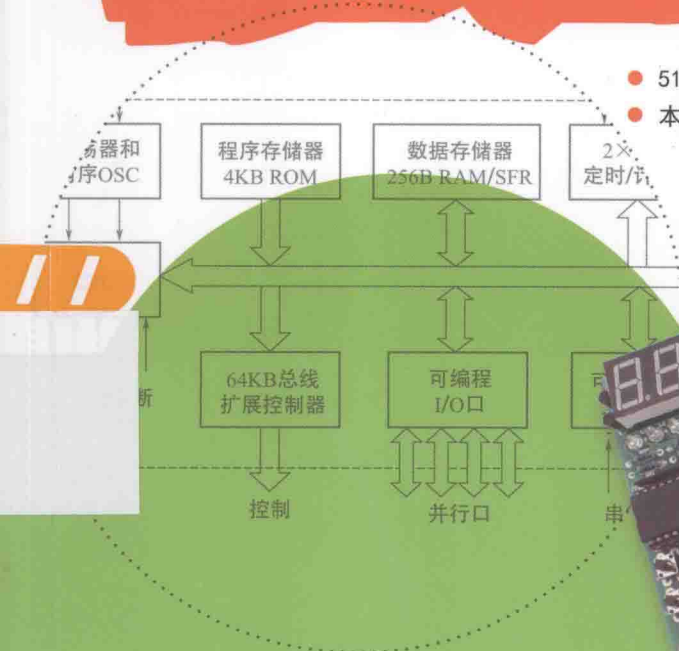 51
本
荡器和
时序OSC
程序存储器
4KB ROM
数据存储器
256B RAM/SFR
2×
定时/计
断
64KB总线
扩展控制器
可编程
I/O口
可
控制
并行口
串